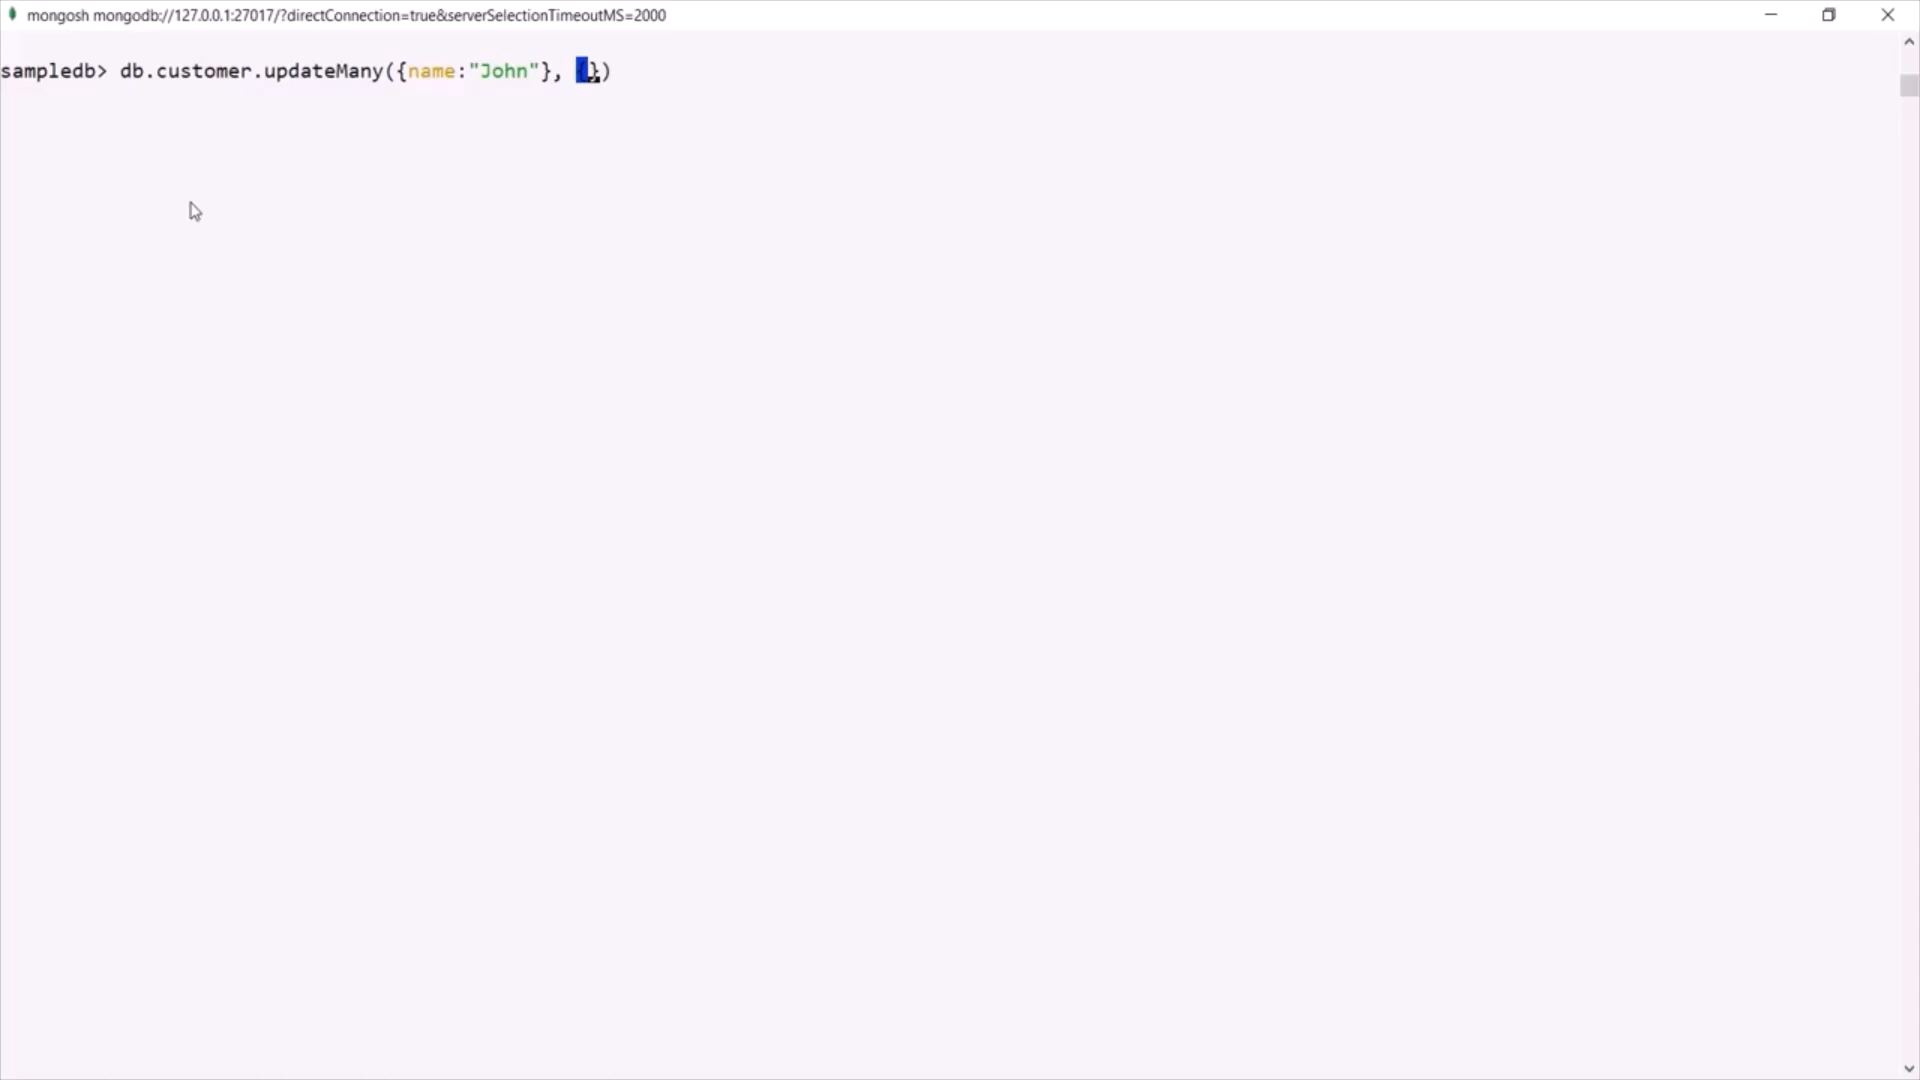 mongosh mongodb://127.0.0.1:27017/?directConnection=true&serverSelectionTimeoutMS=2000
sampledb> db.customer.updateMany({name:"John"}, {})